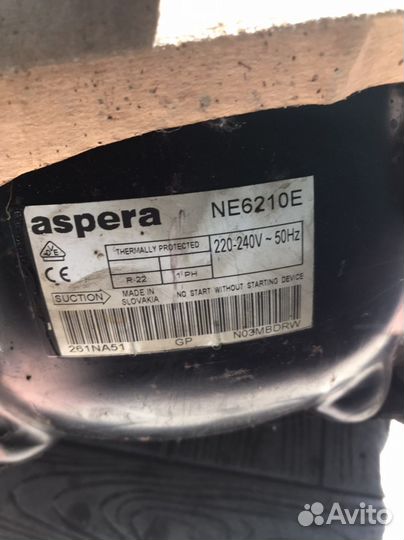 aspera NE6210E
THERMALLY PROTECTED 220-240V ~ 50Hz
R-22 1 PH
CE
SUCTION MADE IN SLOVAKIA NO START WITHOUT STARTING DEVICE
261NA51 GP N03MBDRW
Avito